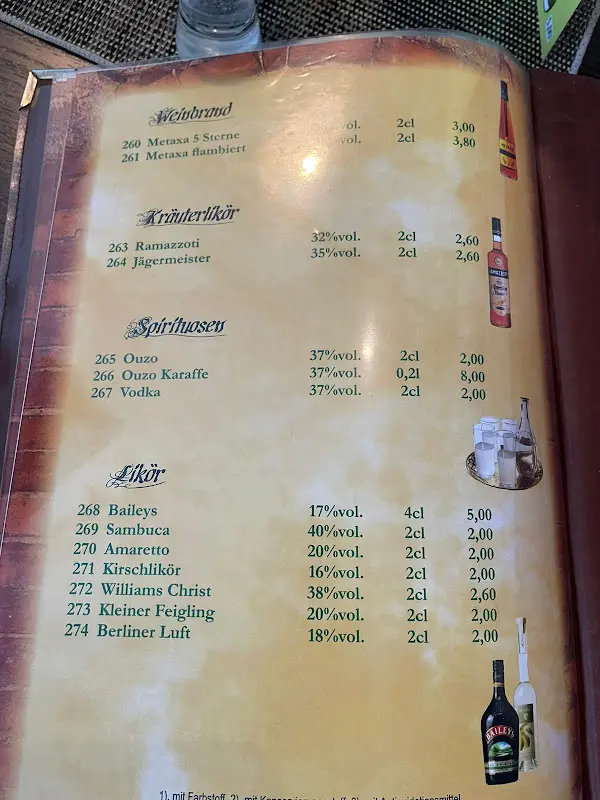 Weinbrand
260 Metaxa 5 Sterne vol. 2cl 3,00
261 Metaxa flambiert vol. 2cl 3,80
Kräuterlikör
263 Ramazzoti 32%vol. 2cl 2,60
264 Jägermeister 35%vol. 2cl 2,60
Spirituosen
265 Ouzo 37%vol. 2cl 2,00
266 Ouzo Karaffe 37%vol. 0,2l 8,00
267 Vodka 37%vol. 2cl 2,00
Likör
268 Baileys 17%vol. 4cl 5,00
269 Sambuca 40%vol. 2cl 2,00
270 Amaretto 20%vol. 2cl 2,00
271 Kirschlikör 16%vol. 2cl 2,00
272 Williams Christ 38%vol. 2cl 2,60
273 Kleiner Feigling 20%vol. 2cl 2,00
274 Berliner Luft 18%vol. 2cl 2,00
BAILEYS
1), mit Farbstoff, 2), mit